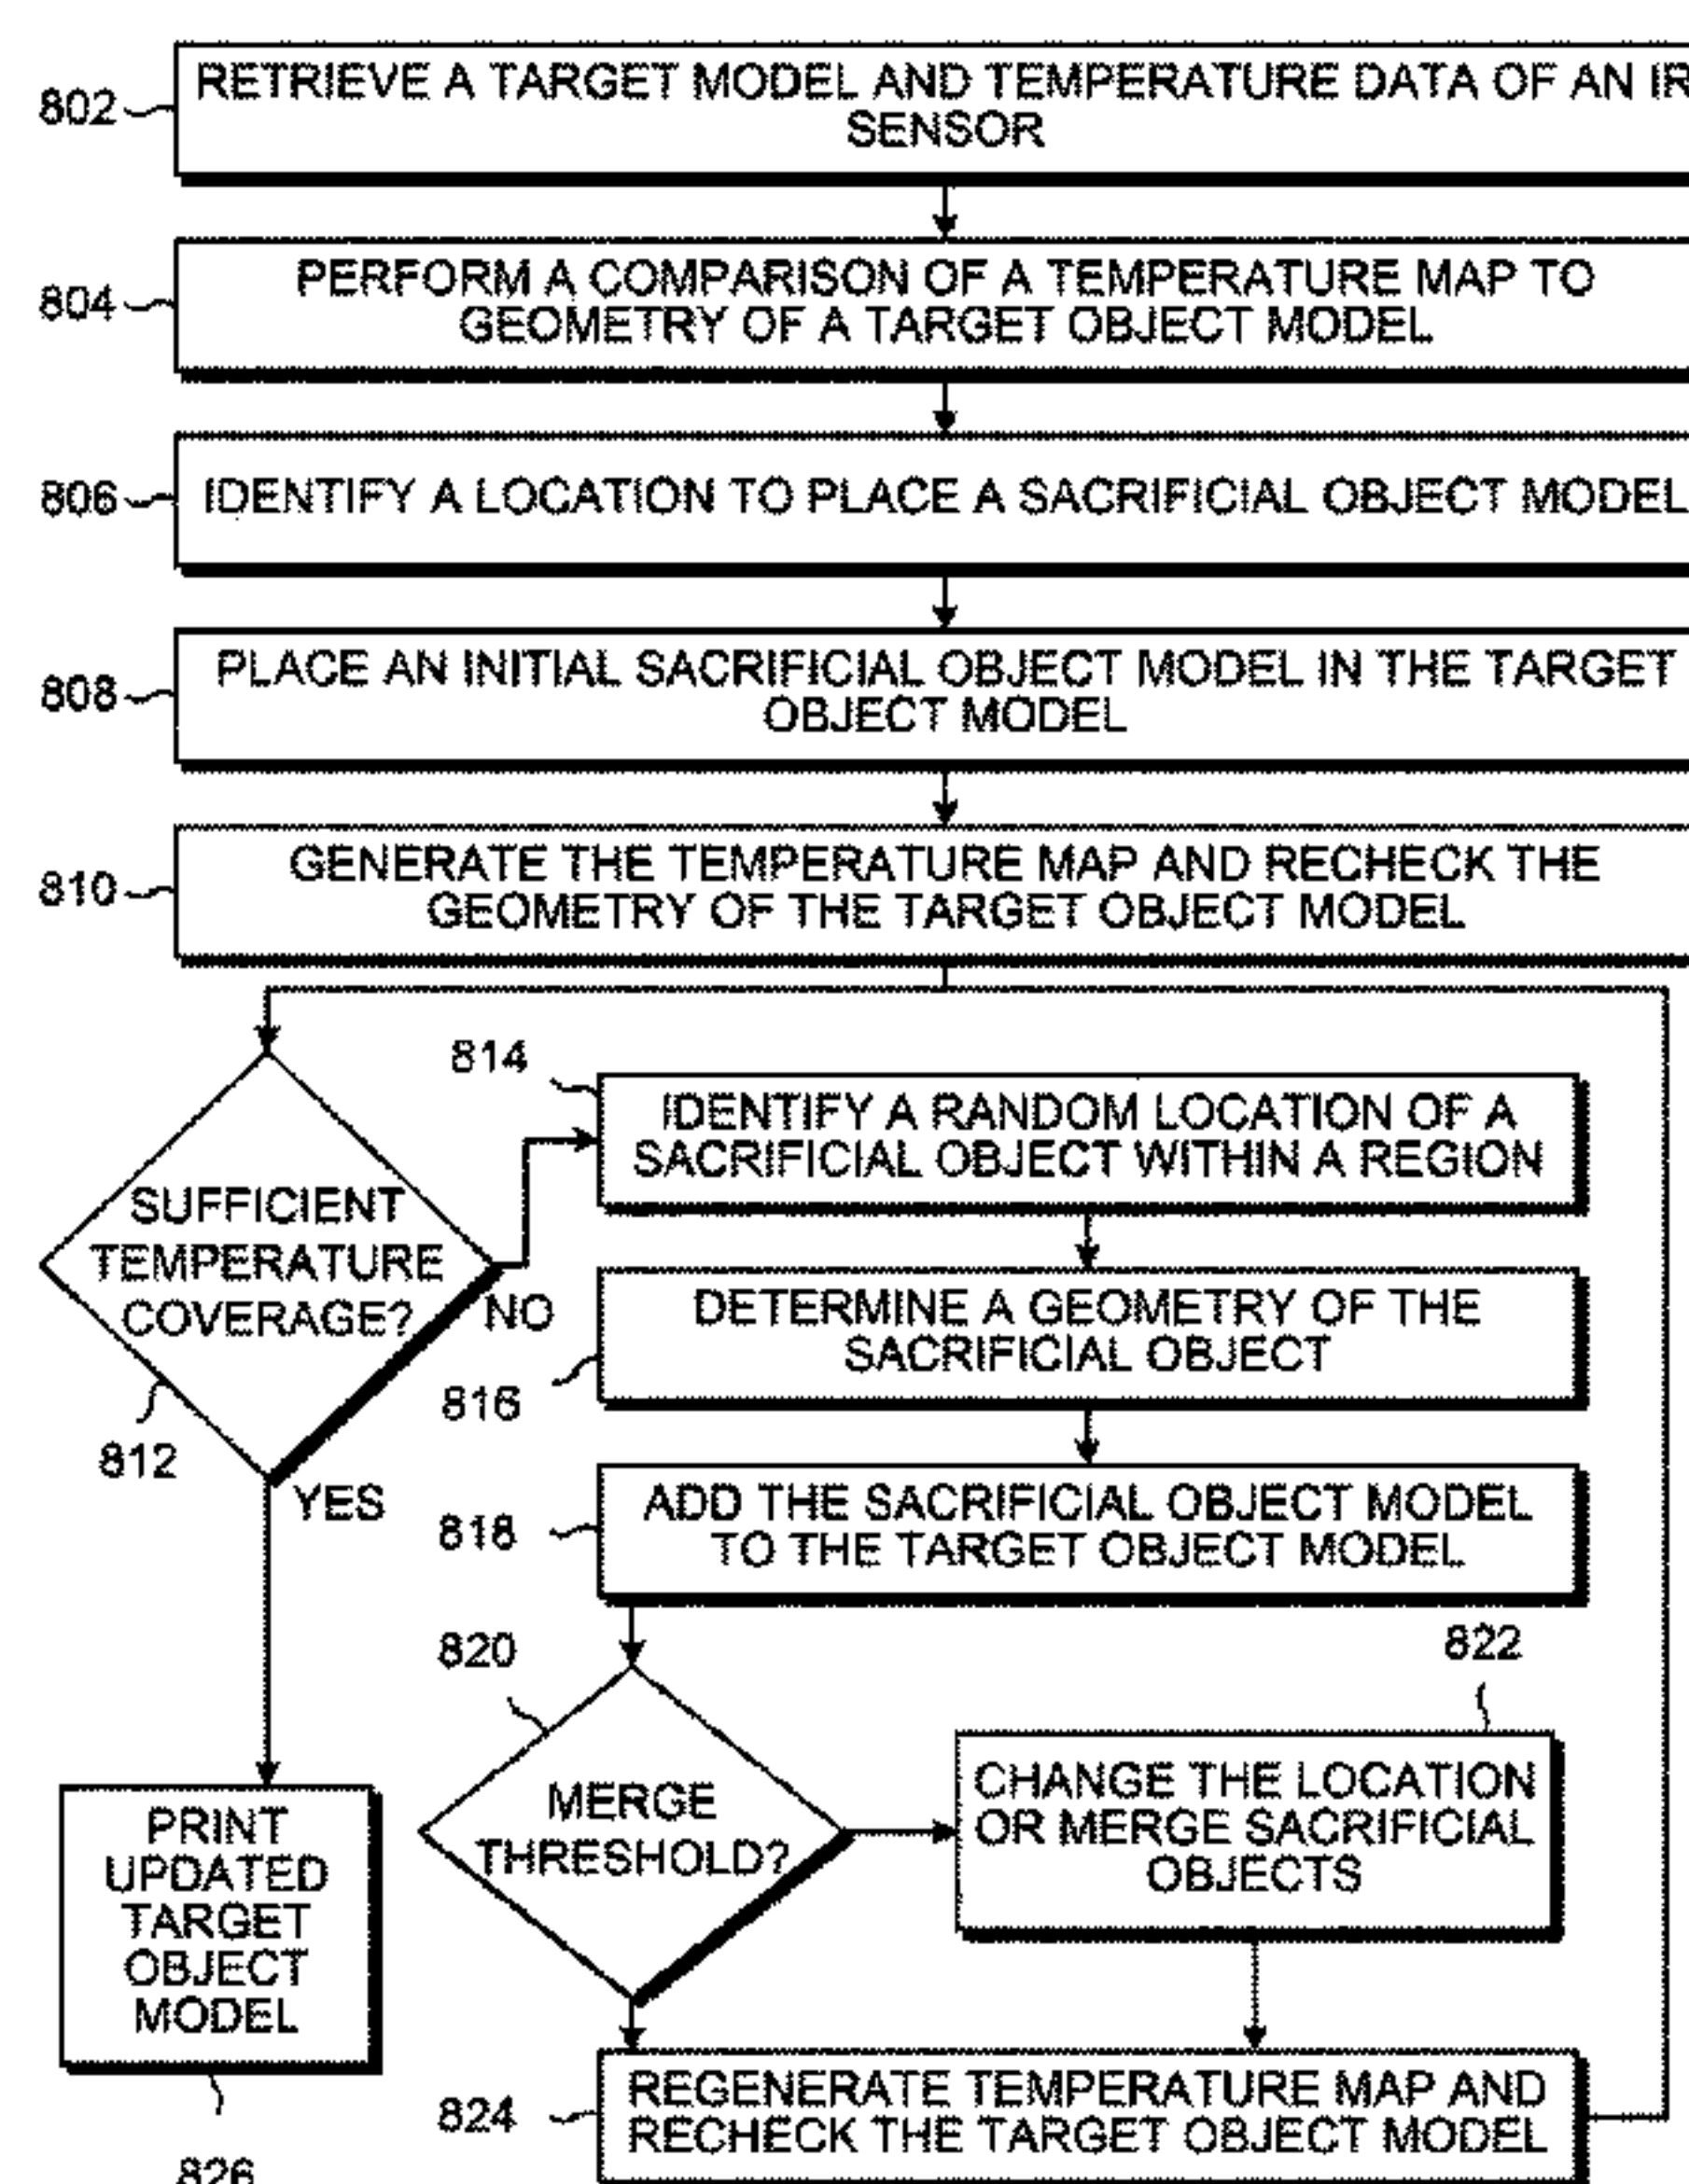 802
RETRIEVE A TARGET MODEL AND TEMPERATURE DATA OF AN IR
SENSOR
804
PERFORM A COMPARISON OF A TEMPERATURE MAP TO
GEOMETRY OF A TARGET OBJECT MODEL
806
IDENTIFY A LOCATION TO PLACE A SACRIFICIAL OBJECT MODEL
808
PLACE AN INITIAL SACRIFICIAL OBJECT MODEL IN THE TARGET
OBJECT MODEL
810
GENERATE THE TEMPERATURE MAP AND RECHECK THE
GEOMETRY OF THE TARGET OBJECT MODEL
SUFFICIENT
TEMPERATURE
COVERAGE?
812
NO
YES
814
IDENTIFY A RANDOM LOCATION OF A
SACRIFICIAL OBJECT WITHIN A REGION
816
DETERMINE A GEOMETRY OF THE
SACRIFICIAL OBJECT
818
ADD THE SACRIFICIAL OBJECT MODEL
TO THE TARGET OBJECT MODEL
820
MERGE
THRESHOLD?
822
CHANGE THE LOCATION
OR MERGE SACRIFICIAL
OBJECTS
824
REGENERATE TEMPERATURE MAP AND
RECHECK THE TARGET OBJECT MODEL
PRINT
UPDATED
TARGET
OBJECT
MODEL
826